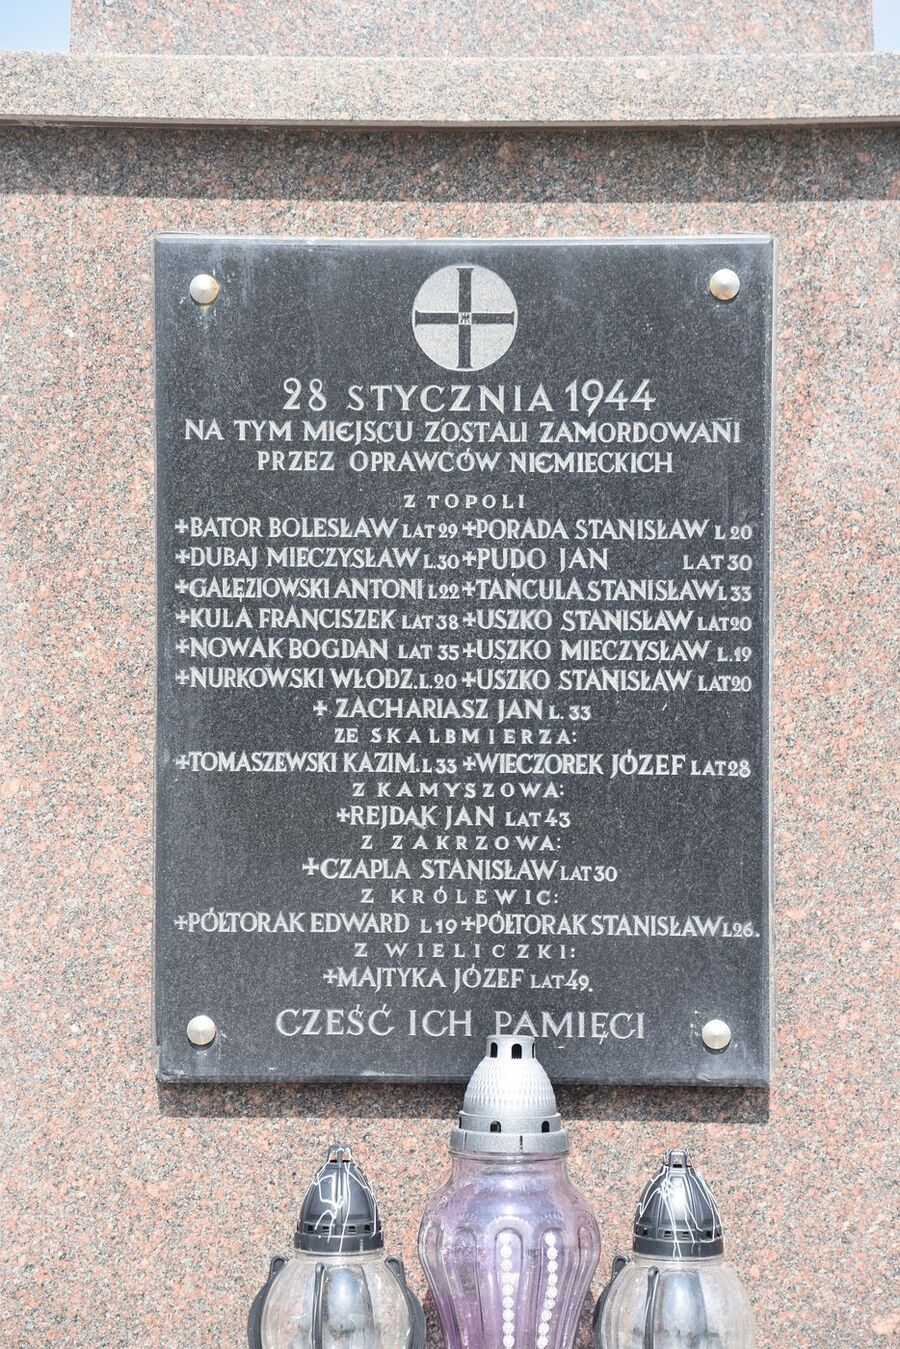 28 STYCZNIA 1944
NA TYM MIEJSCU ZOSTALI ZAMORDOWANI
PRZEZ OPRAWCÓW NIEMIECKICH
Z TOPOLI
+BATOR BOLESŁAW LAT 29 +PORADA STANISŁAW L 20
+DUBAJ MIECZYSŁAW L.30 +PUDO JAN LAT 30
+GAŁĘZIOWSKI ANTONI L22 +TAŃCULA STANISŁAW L 33
+KULA FRANCISZEK LAT 38 +USZKO STANISŁAW LAT 20
+NOWAK BOGDAN LAT 35 +USZKO MIECZYSŁAW L.19
+NURKOWSKI WŁODZ. L.20 +USZKO STANISŁAW LAT 20
+ ZACHARIASZ JAN L. 33
ZE SKALBMIERZA:
+TOMASZEWSKI KAZIM. L33 +WIECZOREK JÓZEF LAT 28
Z KAMYSZOWA:
+REJDĄK JAN LAT 43
Z ZAKRZOWA:
+CZAPLA STANISŁAW LAT 30
Z KRÓLEWIC:
+PÓŁTORAK EDWARD L 19 +PÓŁTORAK STANISŁAW L26.
Z WIELICZKI:
+MAJTYKA JÓZEF LAT 49.
CZEŚĆ ICH PAMIĘCI